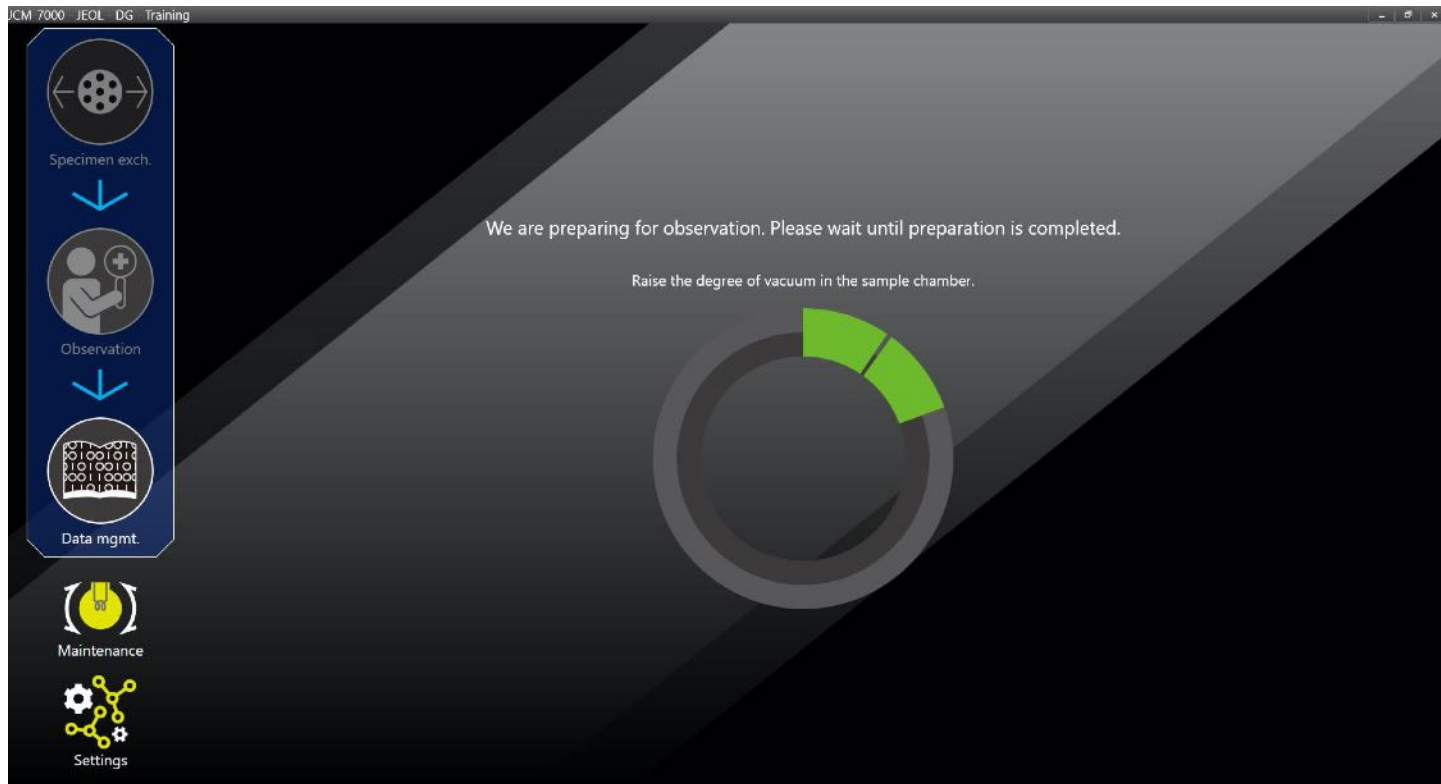 JCM 7000 JEOL DG Training
Specimen exch.
Observation
Data mgmt.
Maintenance
Settings
We are preparing for observation. Please wait until preparation is completed.
Raise the degree of vacuum in the sample chamber.